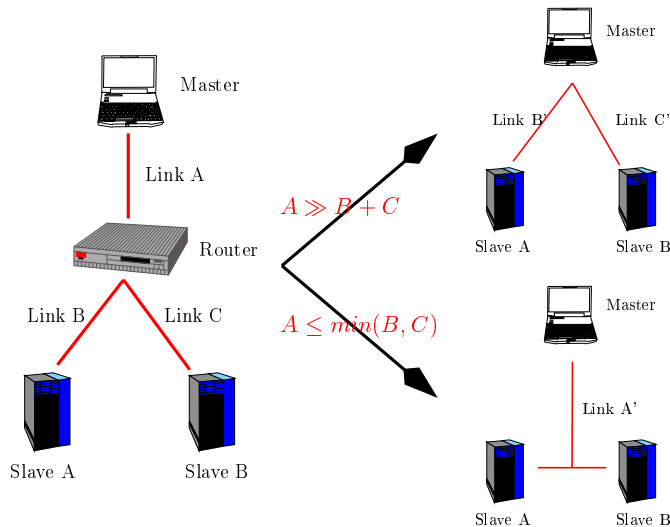 Master
Link A
Router
Link B
Link C
Slave A
Slave B
A ≫ B + C
A ≤ min(B, C)
Master
Link B'
Link C'
Slave A
Slave B
Master
Link A'
Slave A
Slave B